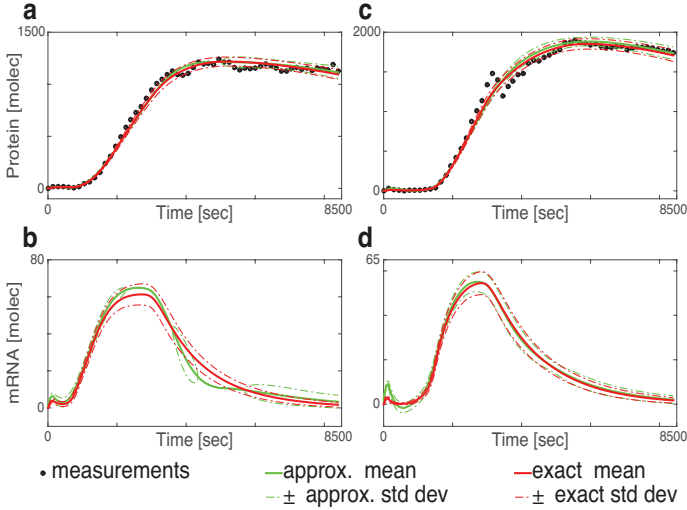 a
c
1500
2000
Protein [molec]
0
0
0
Time [sec]
8500
0
Time [sec]
8500
b
d
80
65
mRNA [molec]
0
0
0
Time [sec]
8500
0
Time [sec]
8500
measurements
approx. mean
exact mean
± approx. std dev
± exact std dev